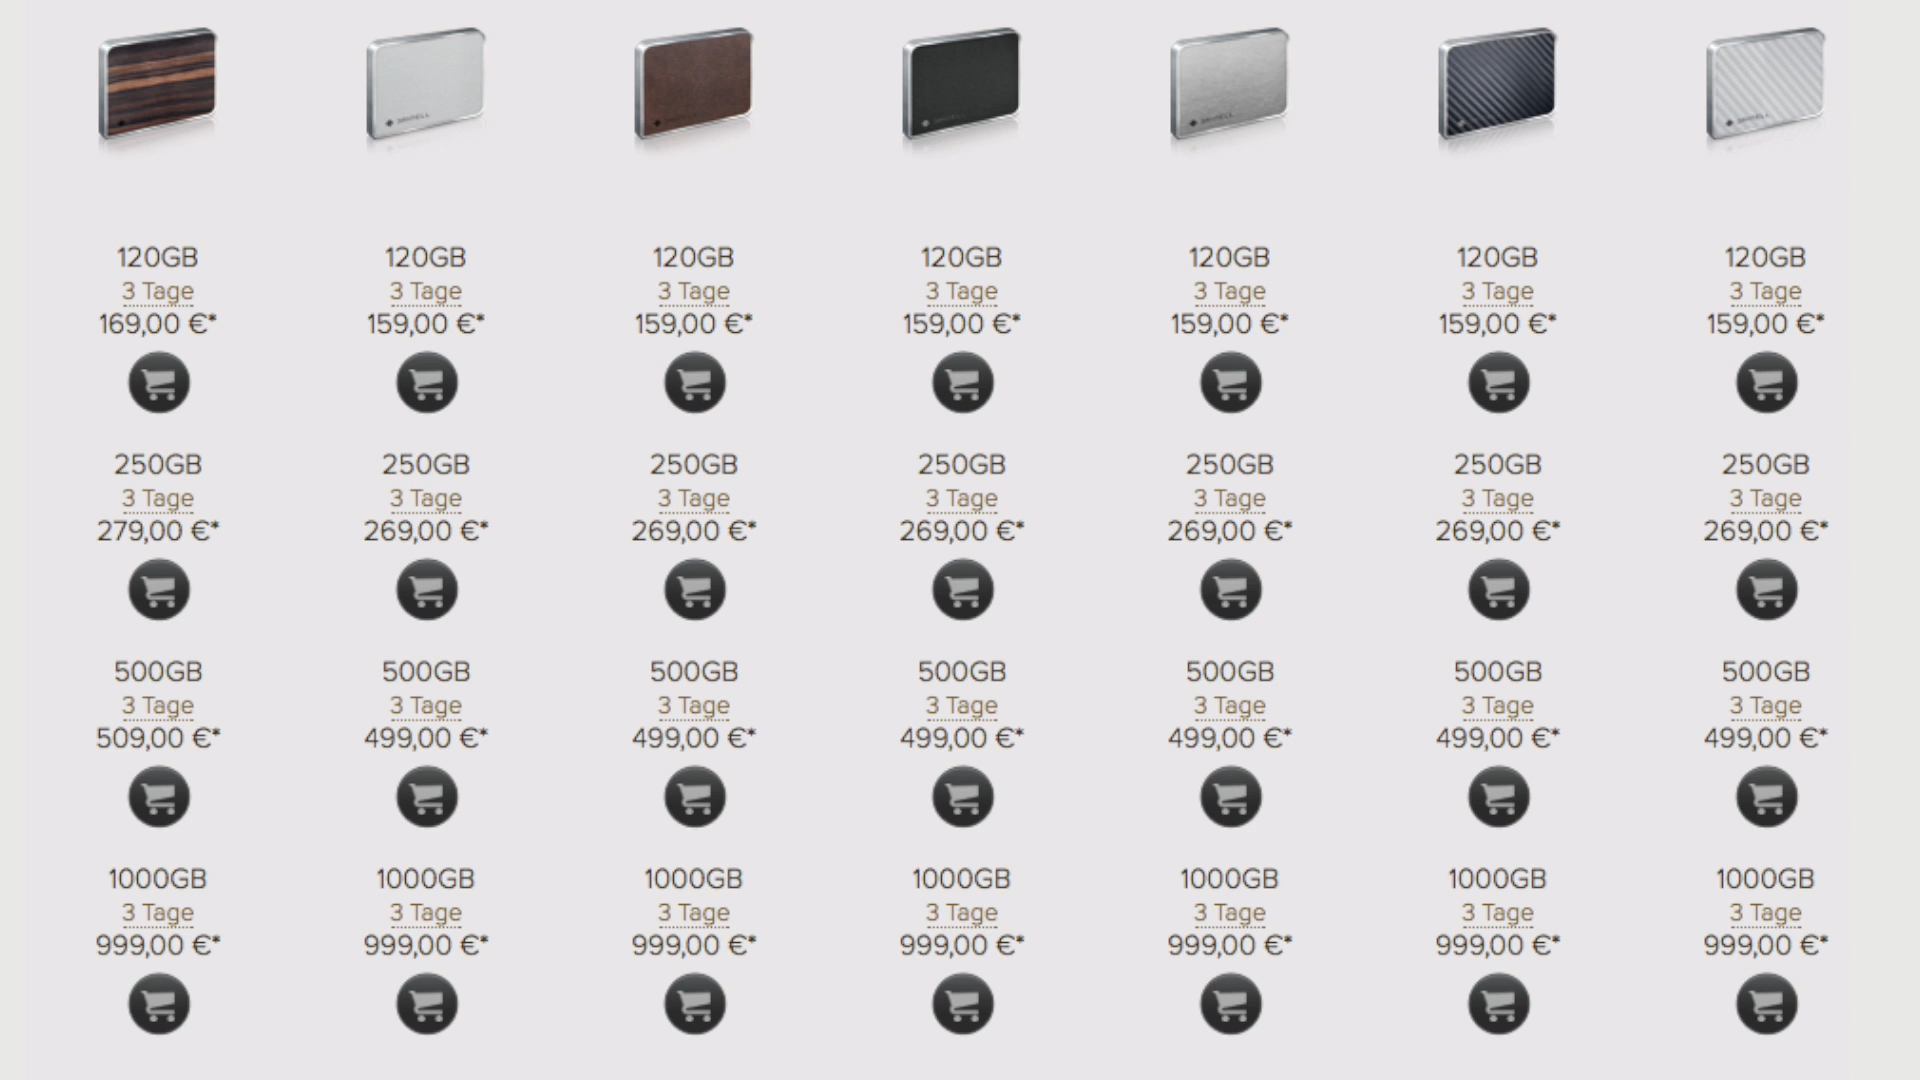 120GB 120GB 120GB 120GB 120GB 120GB 120GB
3 Tage 3 Tage 3 Tage 3 Tage 3 Tage 3 Tage 3 Tage
169,00 €* 159,00 €* 159,00 €* 159,00 €* 159,00 €* 159,00 €* 159,00 €*
250GB 250GB 250GB 250GB 250GB 250GB 250GB
3 Tage 3 Tage 3 Tage 3 Tage 3 Tage 3 Tage 3 Tage
279,00 €* 269,00 €* 269,00 €* 269,00 €* 269,00 €* 269,00 €* 269,00 €*
500GB 500GB 500GB 500GB 500GB 500GB 500GB
3 Tage 3 Tage 3 Tage 3 Tage 3 Tage 3 Tage 3 Tage
509,00 €* 499,00 €* 499,00 €* 499,00 €* 499,00 €* 499,00 €* 499,00 €*
1000GB 1000GB 1000GB 1000GB 1000GB 1000GB 1000GB
3 Tage 3 Tage 3 Tage 3 Tage 3 Tage 3 Tage 3 Tage
999,00 €* 999,00 €* 999,00 €* 999,00 €* 999,00 €* 999,00 €* 999,00 €*